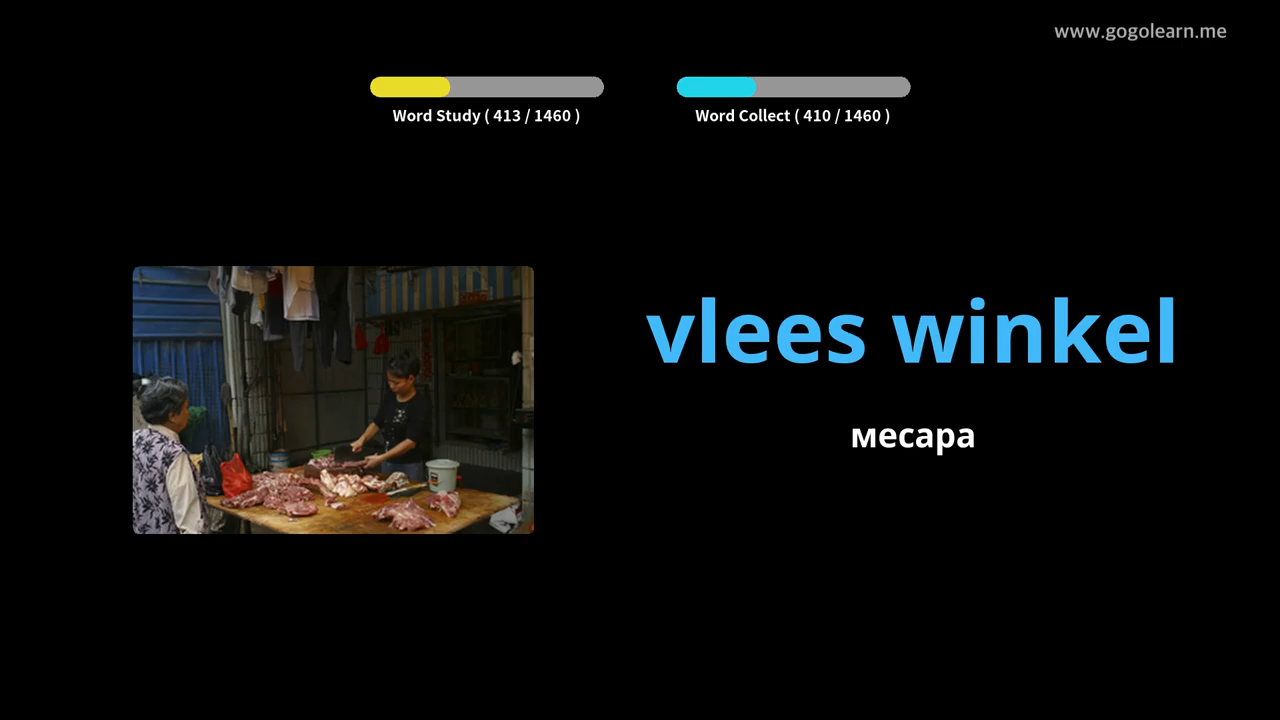 www.gogolearn.me
Word Study ( 413 / 1460 )
Word Collect ( 410 / 1460 )
vlees winkel
месара